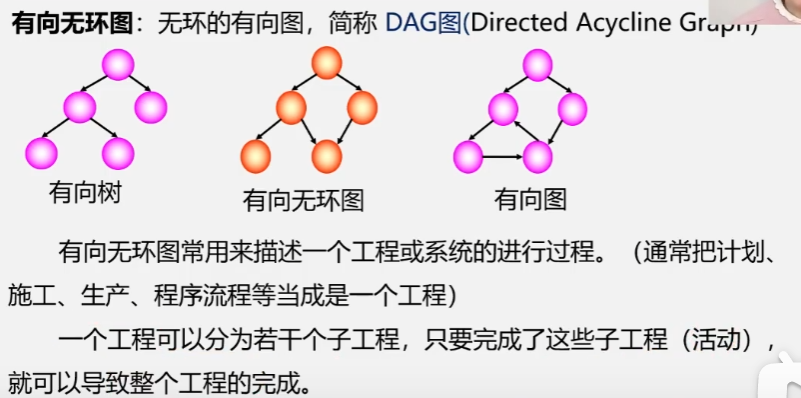 有向无环图：无环的有向图，简称 DAG图(Directed Acycline Graph)
有向树
有向无环图
有向图
有向无环图常用来描述一个工程或系统的进行过程。（通常把计划、
施工、生产、程序流程等当成是一个工程）
一个工程可以分为若干个子工程，只要完成了这些子工程（活动），
就可以导致整个工程的完成。